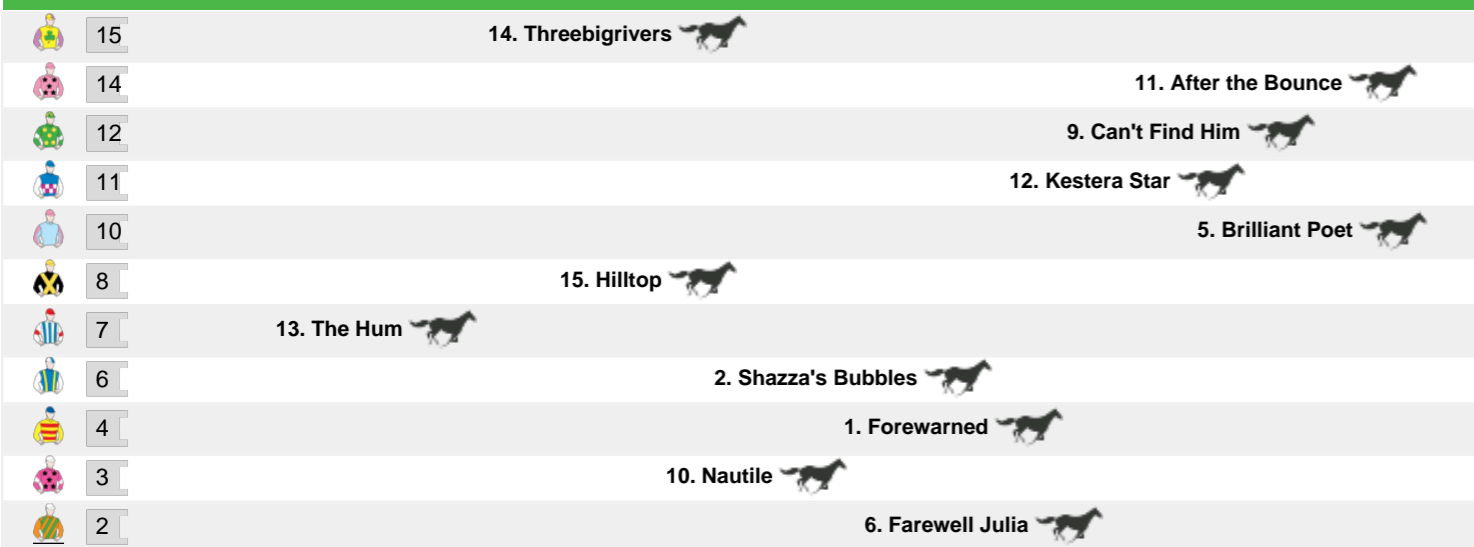 15 14. Threebigrivers
14 11. After the Bounce
12 9. Can't Find Him
11 12. Kestera Star
10 5. Brilliant Poet
8 15. Hilltop
7 13. The Hum
6 2. Shazza's Bubbles
4 1. Forewarned
3 10. Nautile
2 6. Farewell Julia